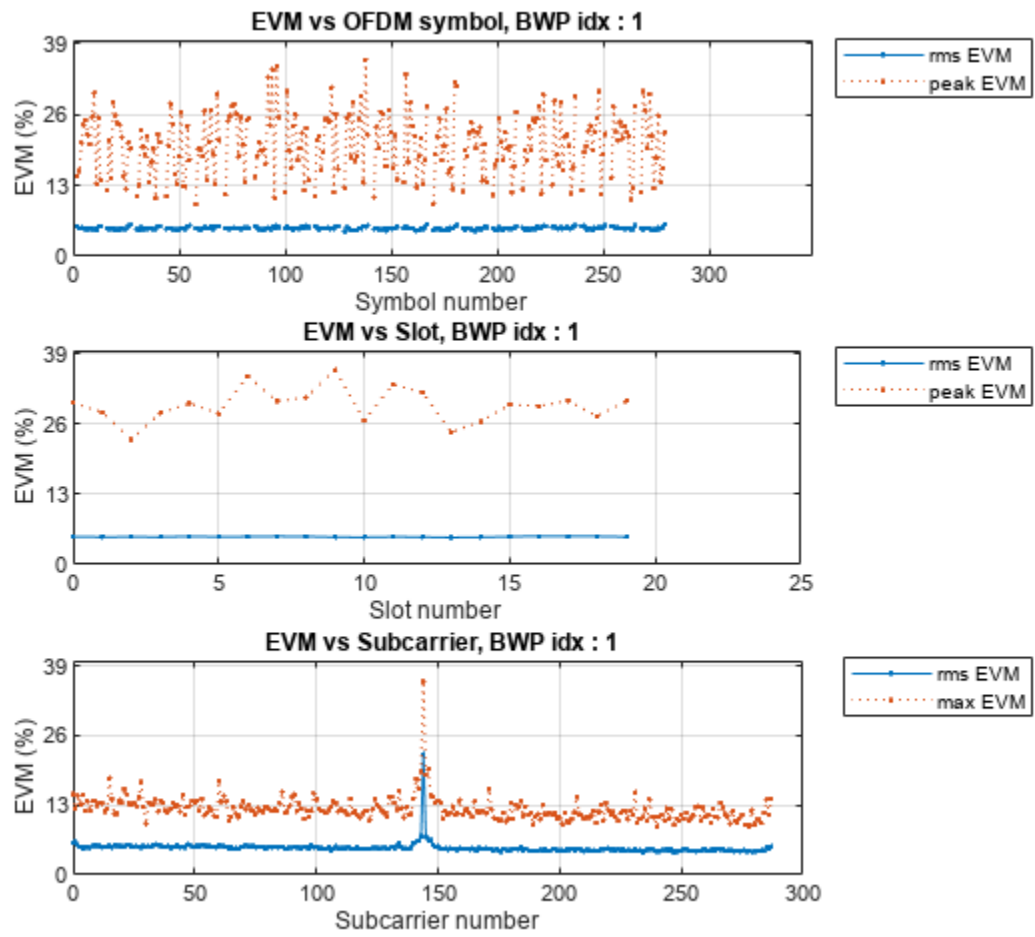 EVM vs OFDM symbol, BWP idx : 1
39
26
13
0
EVM (%)
0 50 100 150 200 250 300
Symbol number
rms EVM
peak EVM
EVM vs Slot, BWP idx : 1
39
26
13
0
EVM (%)
0 5 10 15 20 25
Slot number
rms EVM
peak EVM
EVM vs Subcarrier, BWP idx : 1
39
26
13
0
EVM (%)
0 50 100 150 200 250 300
Subcarrier number
rms EVM
max EVM